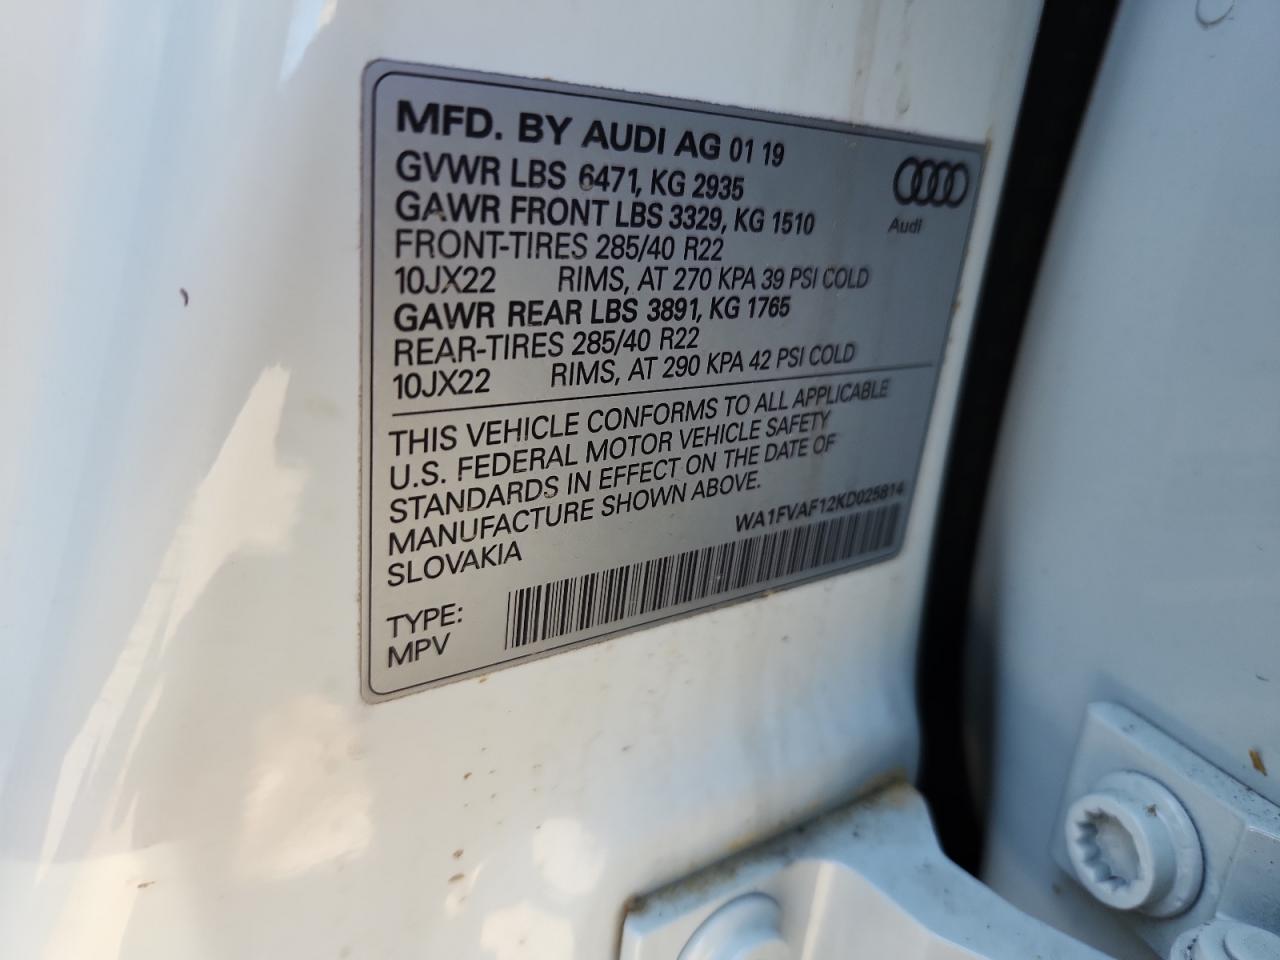 MFD. BY AUDI AG 01 19
GVWR LBS 6471, KG 2935
GAWR FRONT LBS 3329, KG 1510
FRONT-TIRES 285/40 R22
10JX22 RIMS, AT 270 KPA 39 PSI COLD
GAWR REAR LBS 3891, KG 1765
REAR-TIRES 285/40 R22
10JX22 RIMS, AT 290 KPA 42 PSI COLD
Audi
THIS VEHICLE CONFORMS TO ALL APPLICABLE
U.S. FEDERAL MOTOR VEHICLE SAFETY
STANDARDS IN EFFECT ON THE DATE OF
MANUFACTURE SHOWN ABOVE.
SLOVAKIA
WA1FVAF12KD025814
TYPE:
MPV